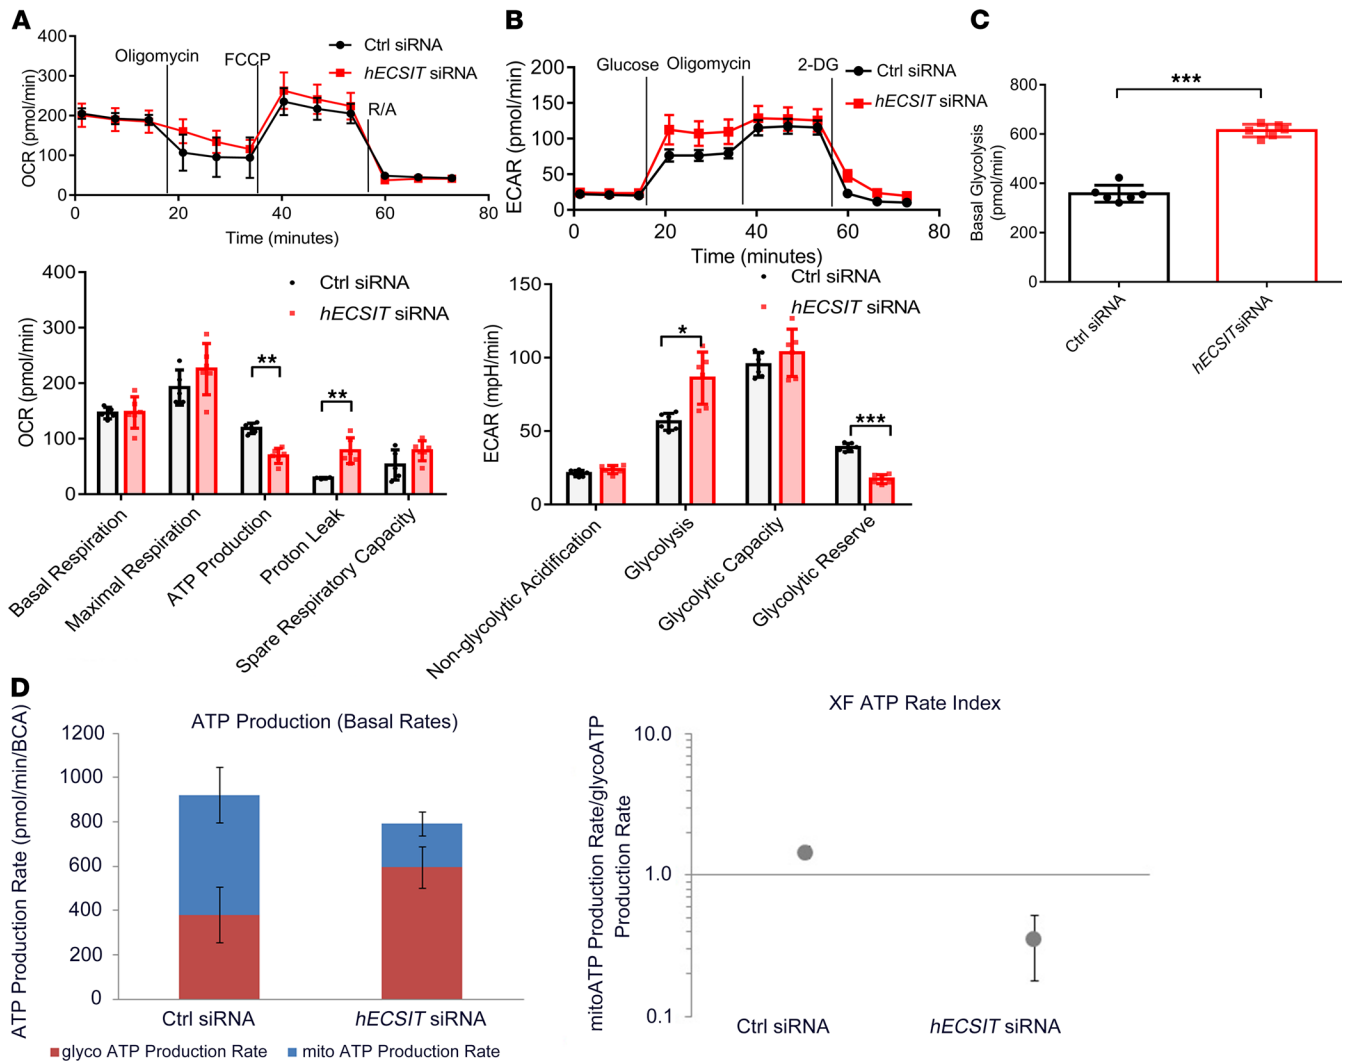 A
400
300
200
100
0
OCR (pmol/min)
Oligomycin
FCCP
R/A
Ctrl siRNA
hECSIT siRNA
0 20 40 60 80
Time (minutes)
400
300
200
100
0
OCR (pmol/min)
Ctrl siRNA
hECSIT siRNA
**
**
Basal Respiration
Maximal Respiration
ATP Production
Proton Leak
Spare Respiratory Capacity
B
200
150
100
50
0
ECAR (pmol/min)
Glucose
Oligomycin
2-DG
Ctrl siRNA
hECSIT siRNA
0 20 40 60 80
Time (minutes)
150
100
50
0
ECAR (mpH/min)
Ctrl siRNA
hECSIT siRNA
*
***
Non-glycolytic Acidification
Glycolysis
Glycolytic Capacity
Glycolytic Reserve
C
800
600
400
200
0
Basal Glycolysis
(pmol/min)
***
Ctrl siRNA
hECSITsiRNA
D
ATP Production (Basal Rates)
1200
1000
800
600
400
200
0
ATP Production Rate (pmol/min/BCA)
Ctrl siRNA
hECSIT siRNA
glyco ATP Production Rate
mito ATP Production Rate
XF ATP Rate Index
10.0
1.0
0.1
mitoATP Production Rate/glycoATP
Production Rate
Ctrl siRNA
hECSIT siRNA